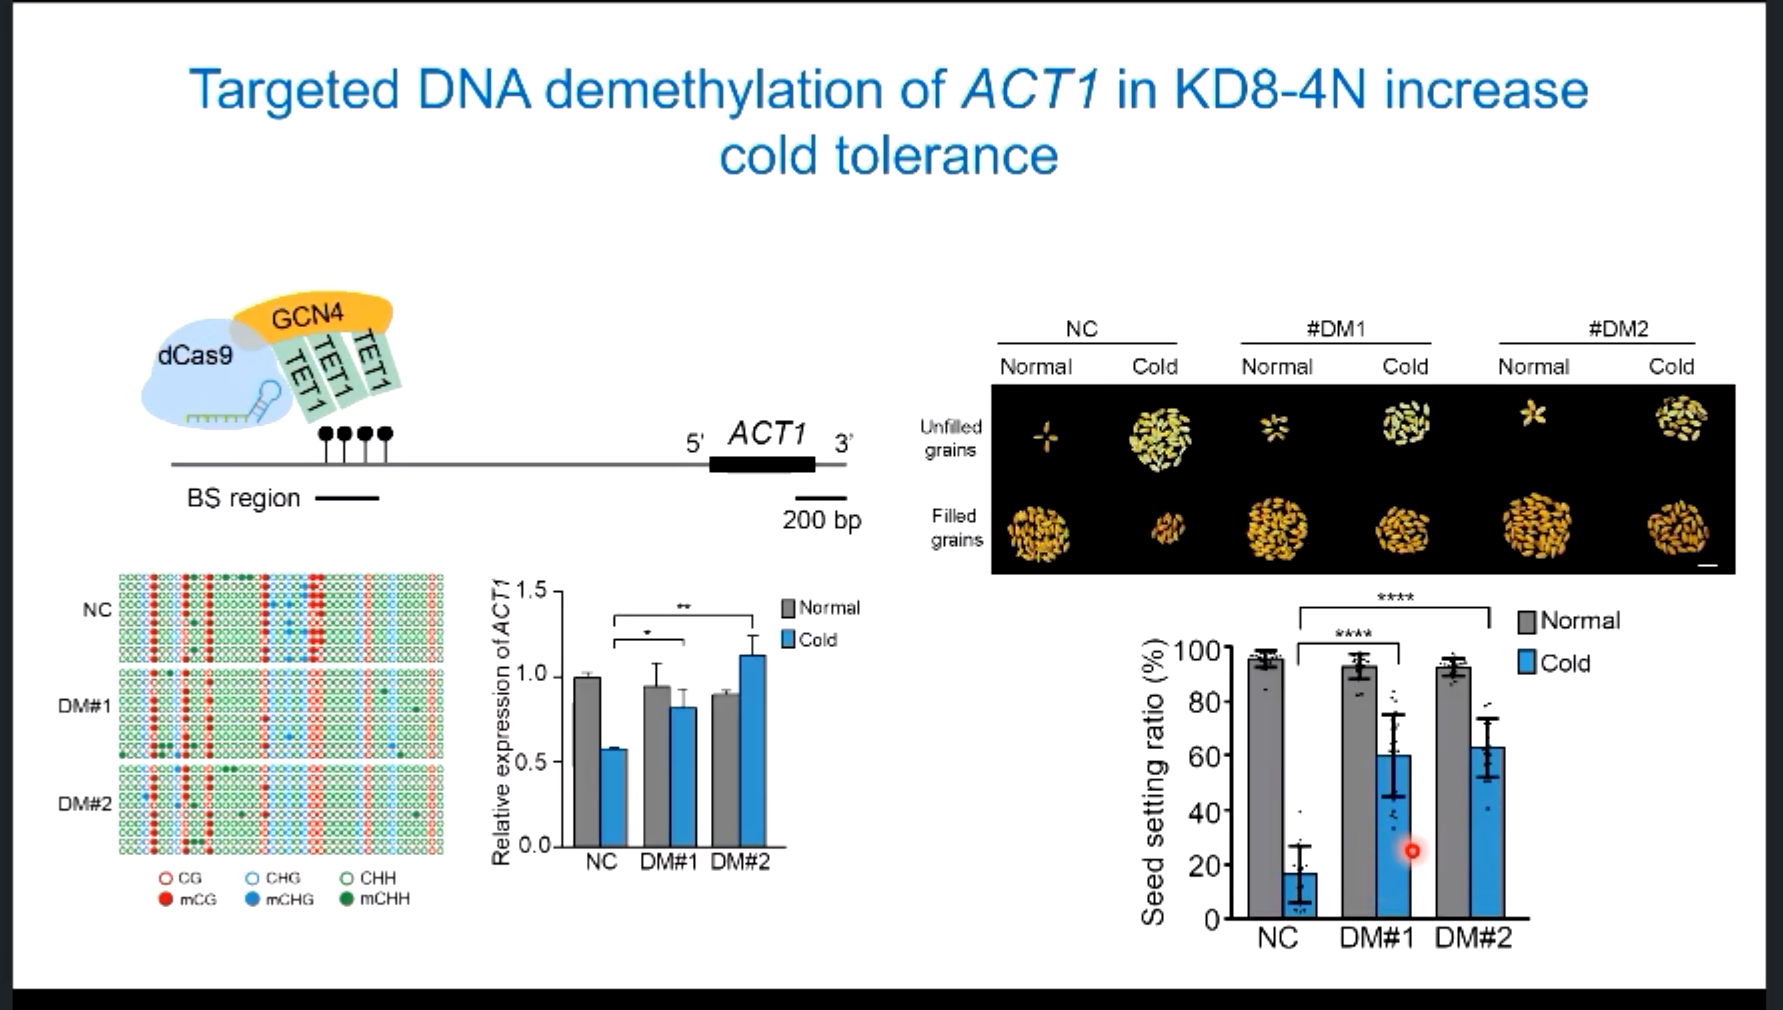 Targeted DNA demethylation of ACT1 in KD8-4N increase
cold tolerance
GCN4
dCas9
TET1
TET1
TET1
5'
ACT1
3'
BS region
200 bp
NC
DM#1
DM#2
CG
CHG
CHH
mCG
mCHG
mCHH
Relative expression of ACT1
1.5
1.0
0.5
0.0
**
*
Normal
Cold
NC
DM#1
DM#2
NC
#DM1
#DM2
Normal
Cold
Normal
Cold
Normal
Cold
Unfilled
grains
Filled
grains
Seed setting ratio (%)
100
80
60
40
20
0
****
****
Normal
Cold
NC
DM#1
DM#2